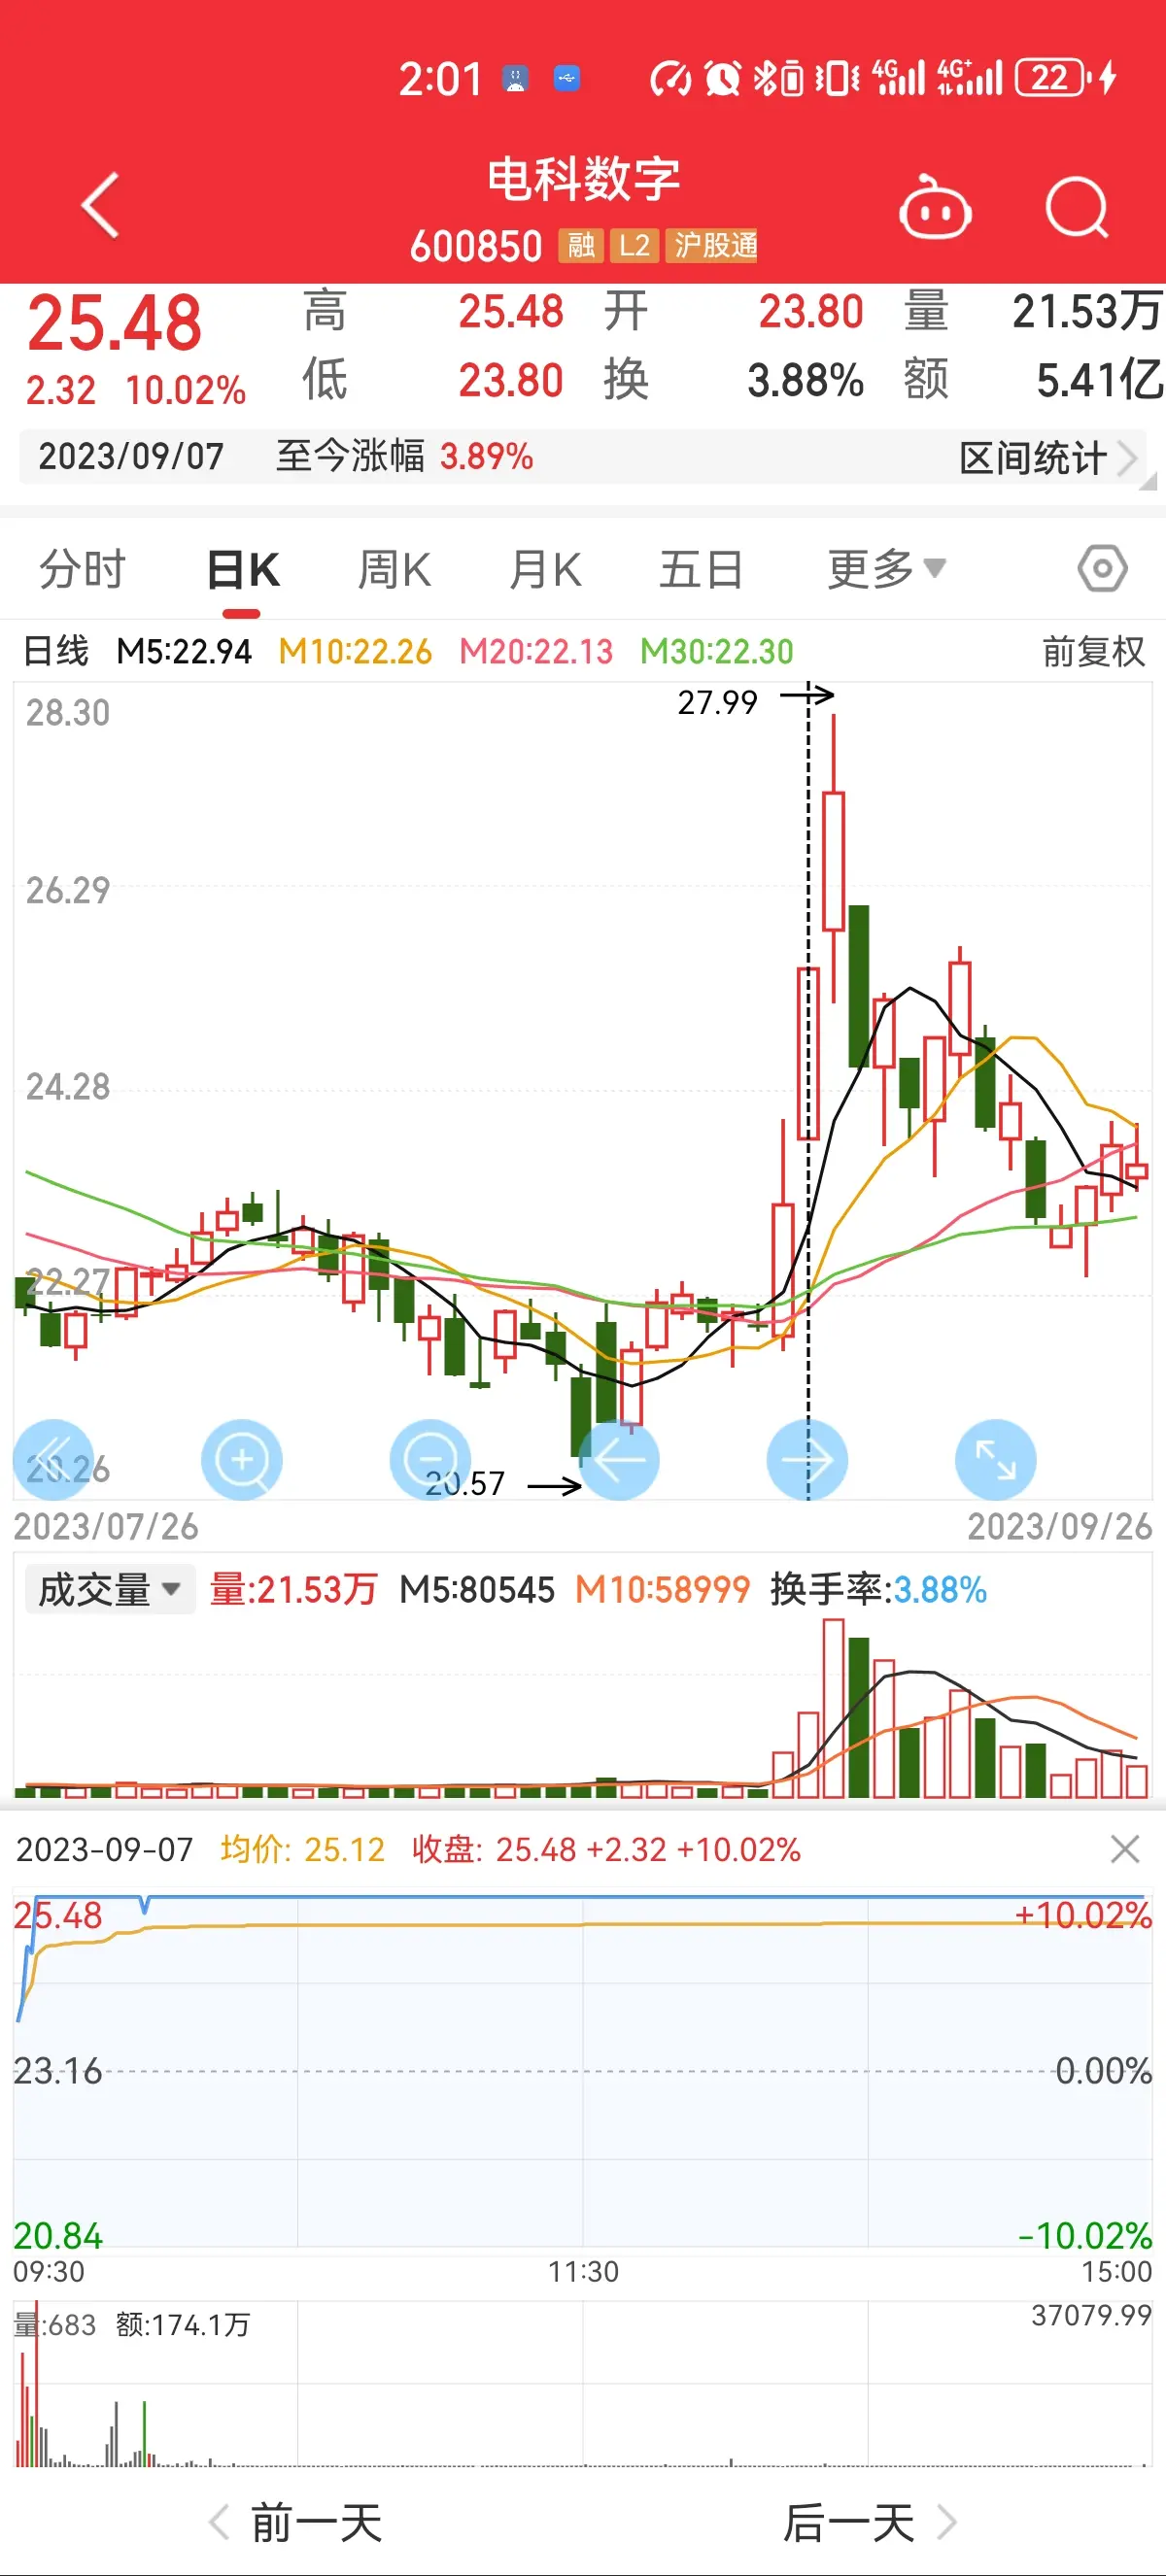 2:01 4G 4G+ 22
电科数字
600850 融 L2 沪股通
25.48 高 25.48 开 23.80 量 21.53万
2.32 10.02% 低 23.80 换 3.88% 额 5.41亿
2023/09/07 至今涨幅 3.89% 区间统计
分时 日K 周K 月K 五日 更多
日线 M5:22.94 M10:22.26 M20:22.13 M30:22.30 前复权
27.99
28.30
26.29
24.28
22.27
20.26
20.57
2023/07/26 2023/09/26
成交量 量:21.53万 M5:80545 M10:58999 换手率:3.88%
2023-09-07 均价: 25.12 收盘: 25.48 +2.32 +10.02%
25.48 +10.02%
23.16 0.00%
20.84 -10.02%
09:30 11:30 15:00
量:683 额:174.1万 37079.99
前一天 后一天